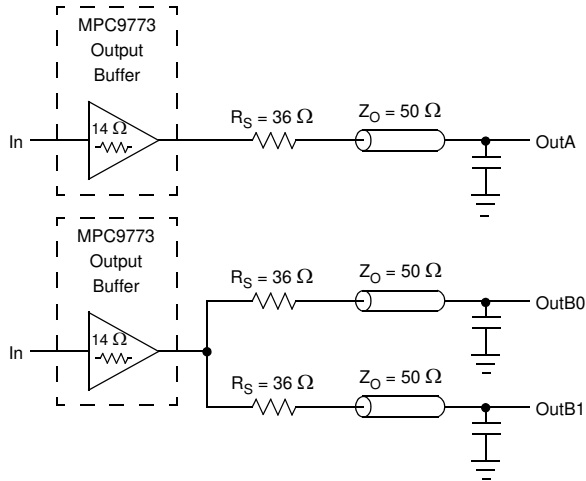 MPC9773
Output
Buffer
14 Ω
In
R_S = 36 Ω
Z_O = 50 Ω
OutA
MPC9773
Output
Buffer
14 Ω
In
R_S = 36 Ω
Z_O = 50 Ω
OutB0
R_S = 36 Ω
Z_O = 50 Ω
OutB1